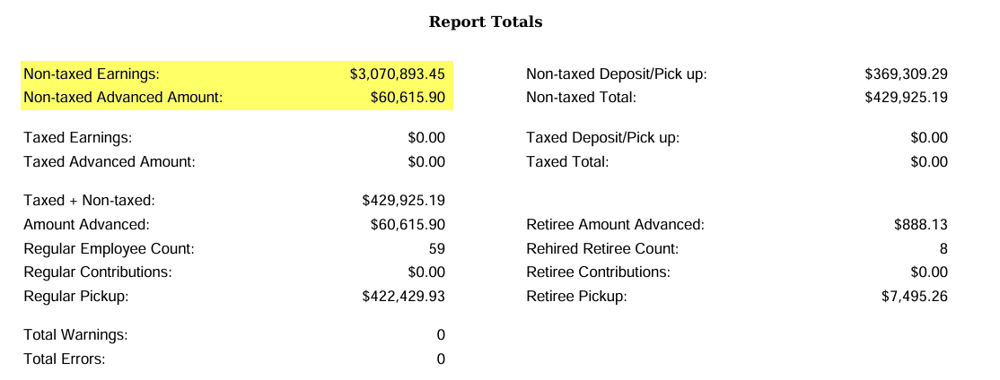 Report Totals
Non-taxed Earnings: $3,070,893.45 Non-taxed Deposit/Pick up: $369,309.29
Non-taxed Advanced Amount: $60,615.90 Non-taxed Total: $429,925.19
Taxed Earnings: $0.00 Taxed Deposit/Pick up: $0.00
Taxed Advanced Amount: $0.00 Taxed Total: $0.00
Taxed + Non-taxed: $429,925.19
Amount Advanced: $60,615.90 Retiree Amount Advanced: $888.13
Regular Employee Count: 59 Rehired Retiree Count: 8
Regular Contributions: $0.00 Retiree Contributions: $0.00
Regular Pickup: $422,429.93 Retiree Pickup: $7,495.26
Total Warnings: 0
Total Errors: 0